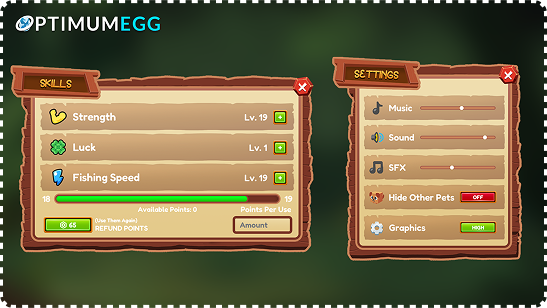 OPTIMUMEGG
SKILLS
Strength Lv. 19
Luck Lv. 1
Fishing Speed Lv. 19
18 19
Available Points: 0 Points Per Use
65 (Use Them Again) REFUND POINTS Amount
SETTINGS
Music
Sound
SFX
Hide Other Pets OFF
Graphics HIGH